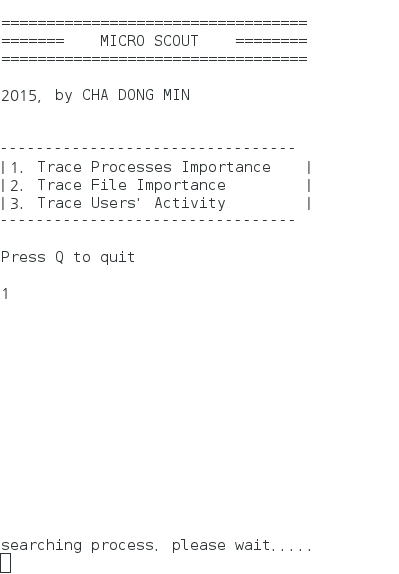 ==================================
=======    MICRO SCOUT    ========
==================================
2015, by CHA DONG MIN
---------------------------------
|1. Trace Processes Importance    |
|2. Trace File Importance         |
|3. Trace Users' Activity         |
---------------------------------
Press Q to quit
1
searching process, please wait.....